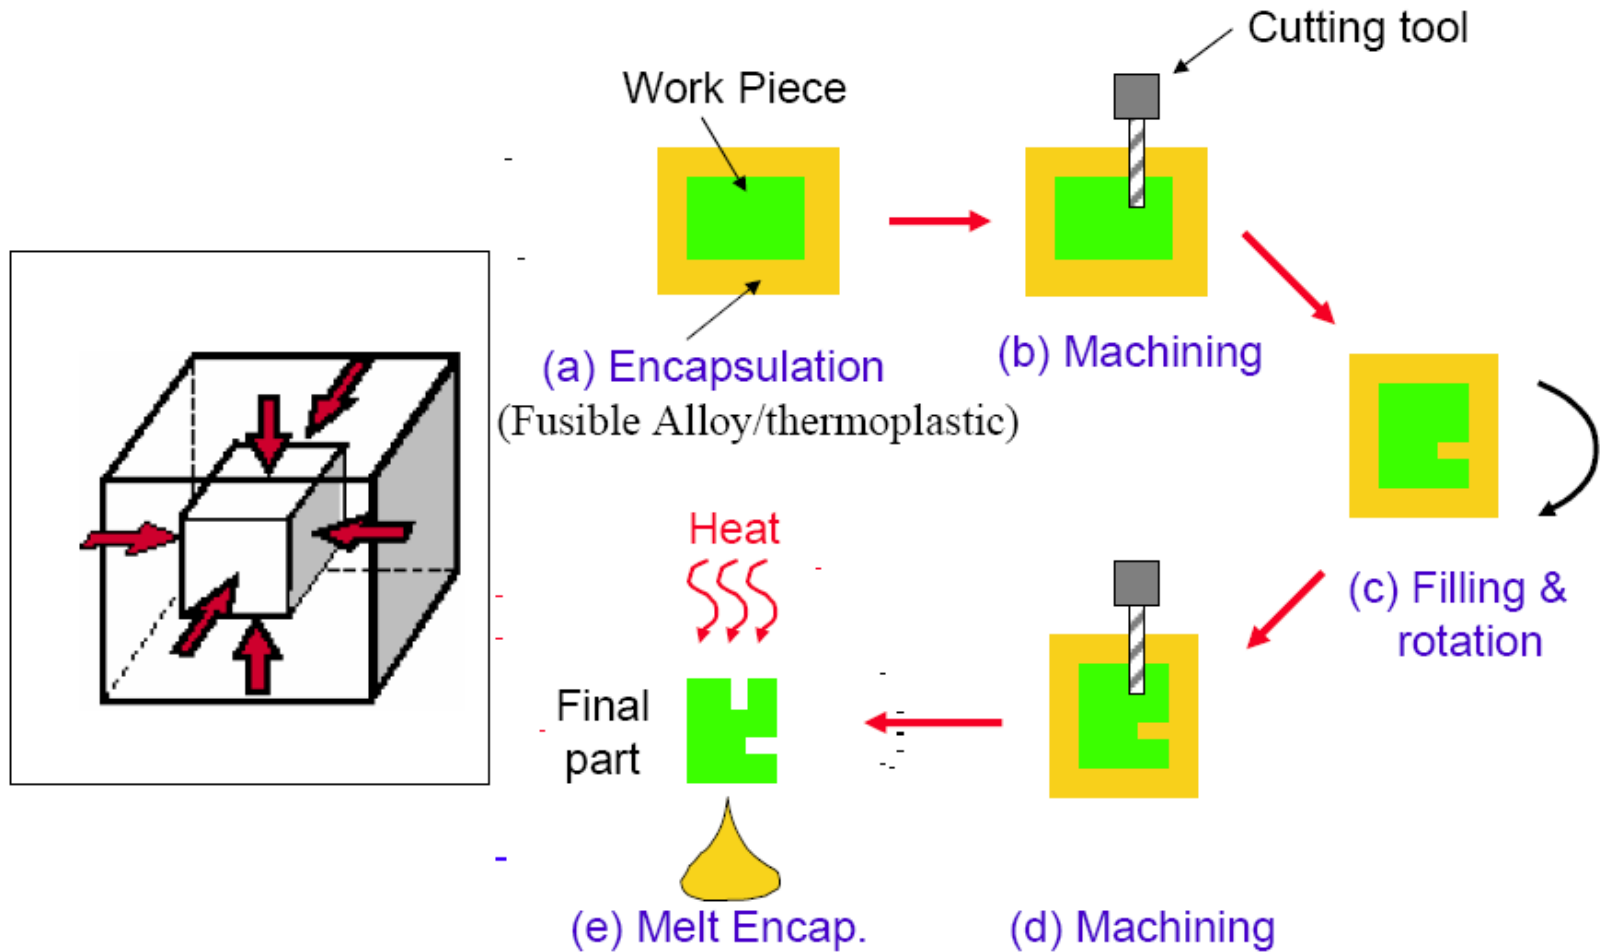 Cutting tool
Work Piece
(a) Encapsulation
(Fusible Alloy/thermoplastic)
(b) Machining
(c) Filling &
rotation
Heat
Final
part
(e) Melt Encap.
(d) Machining